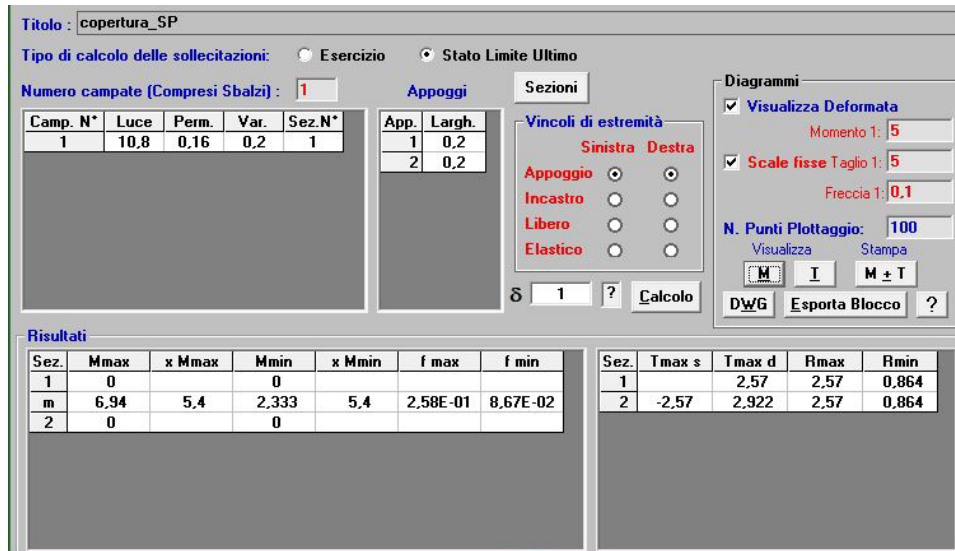 Titolo : copertura_SP
Tipo di calcolo delle sollecitazioni: Esercizio Stato Limite Ultimo
Numero campate (Compresi Sbalzi) : 1
Camp. N° Luce Perm. Var. Sez.N°
1 10,8 0,16 0,2 1
Appoggi
App. Largh.
1 0,2
2 0,2
Sezioni
Vincoli di estremità
Sinistra Destra
Appoggio
Incastro
Libero
Elastico
δ 1 ? Calcolo
Diagrammi
Visualizza Deformata
Momento 1: 5
Scale fisse Taglio 1: 5
Freccia 1: 0,1
N. Punti Plottaggio: 100
Visualizza Stampa
M T M + T
DWG Esporta Blocco ?
Risultati
Sez. Mmax x Mmax Mmin x Mmin f max f min
1 0 0
m 6,94 5,4 2,333 5,4 2,58E-01 8,67E-02
2 0 0
Sez. Tmax s Tmax d Rmax Rmin
1 2,57 2,57 0,864
2 -2,57 2,922 2,57 0,864